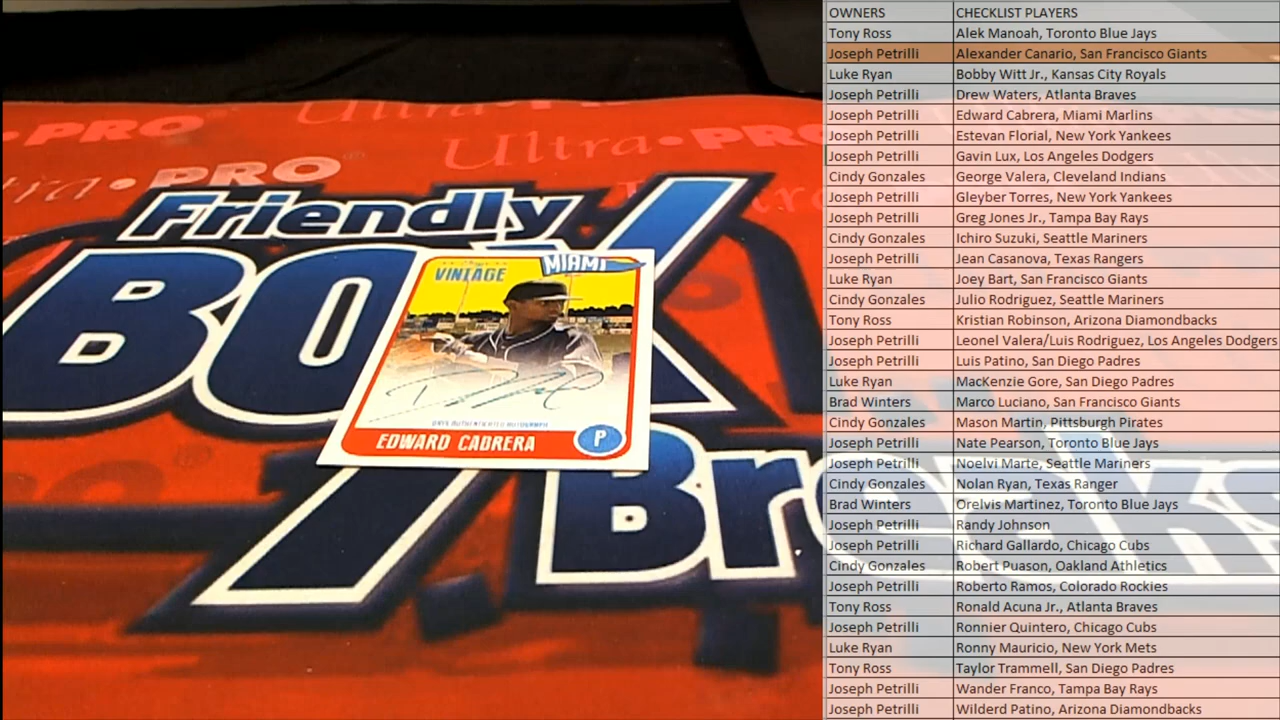 OWNERS CHECKLIST PLAYERS
Tony Ross Alek Manoah, Toronto Blue Jays
Joseph Petrilli Alexander Canario, San Francisco Giants
Luke Ryan Bobby Witt Jr., Kansas City Royals
Joseph Petrilli Drew Waters, Atlanta Braves
Joseph Petrilli Edward Cabrera, Miami Marlins
Joseph Petrilli Estevan Florial, New York Yankees
Joseph Petrilli Gavin Lux, Los Angeles Dodgers
Cindy Gonzales George Valera, Cleveland Indians
Joseph Petrilli Gleyber Torres, New York Yankees
Joseph Petrilli Greg Jones Jr., Tampa Bay Rays
Cindy Gonzales Ichiro Suzuki, Seattle Mariners
Joseph Petrilli Jean Casanova, Texas Rangers
Luke Ryan Joey Bart, San Francisco Giants
Cindy Gonzales Julio Rodriguez, Seattle Mariners
Tony Ross Kristian Robinson, Arizona Diamondbacks
Joseph Petrilli Leonel Valera/Luis Rodriguez, Los Angeles Dodgers
Joseph Petrilli Luis Patino, San Diego Padres
Luke Ryan MacKenzie Gore, San Diego Padres
Brad Winters Marco Luciano, San Francisco Giants
Cindy Gonzales Mason Martin, Pittsburgh Pirates
Joseph Petrilli Nate Pearson, Toronto Blue Jays
Joseph Petrilli Noelvi Marte, Seattle Mariners
Cindy Gonzales Nolan Ryan, Texas Ranger
Brad Winters Orelvis Martinez, Toronto Blue Jays
Joseph Petrilli Randy Johnson
Joseph Petrilli Richard Gallardo, Chicago Cubs
Cindy Gonzales Robert Puason, Oakland Athletics
Joseph Petrilli Roberto Ramos, Colorado Rockies
Tony Ross Ronald Acuna Jr., Atlanta Braves
Joseph Petrilli Ronnier Quintero, Chicago Cubs
Luke Ryan Ronny Mauricio, New York Mets
Tony Ross Taylor Trammell, San Diego Padres
Joseph Petrilli Wander Franco, Tampa Bay Rays
Joseph Petrilli Wilderd Patino, Arizona Diamondbacks
PRO
Ultra PRO
Friendly
BOX
Breaks
VINTAGE
MIAMI
EDWARD CABRERA
P